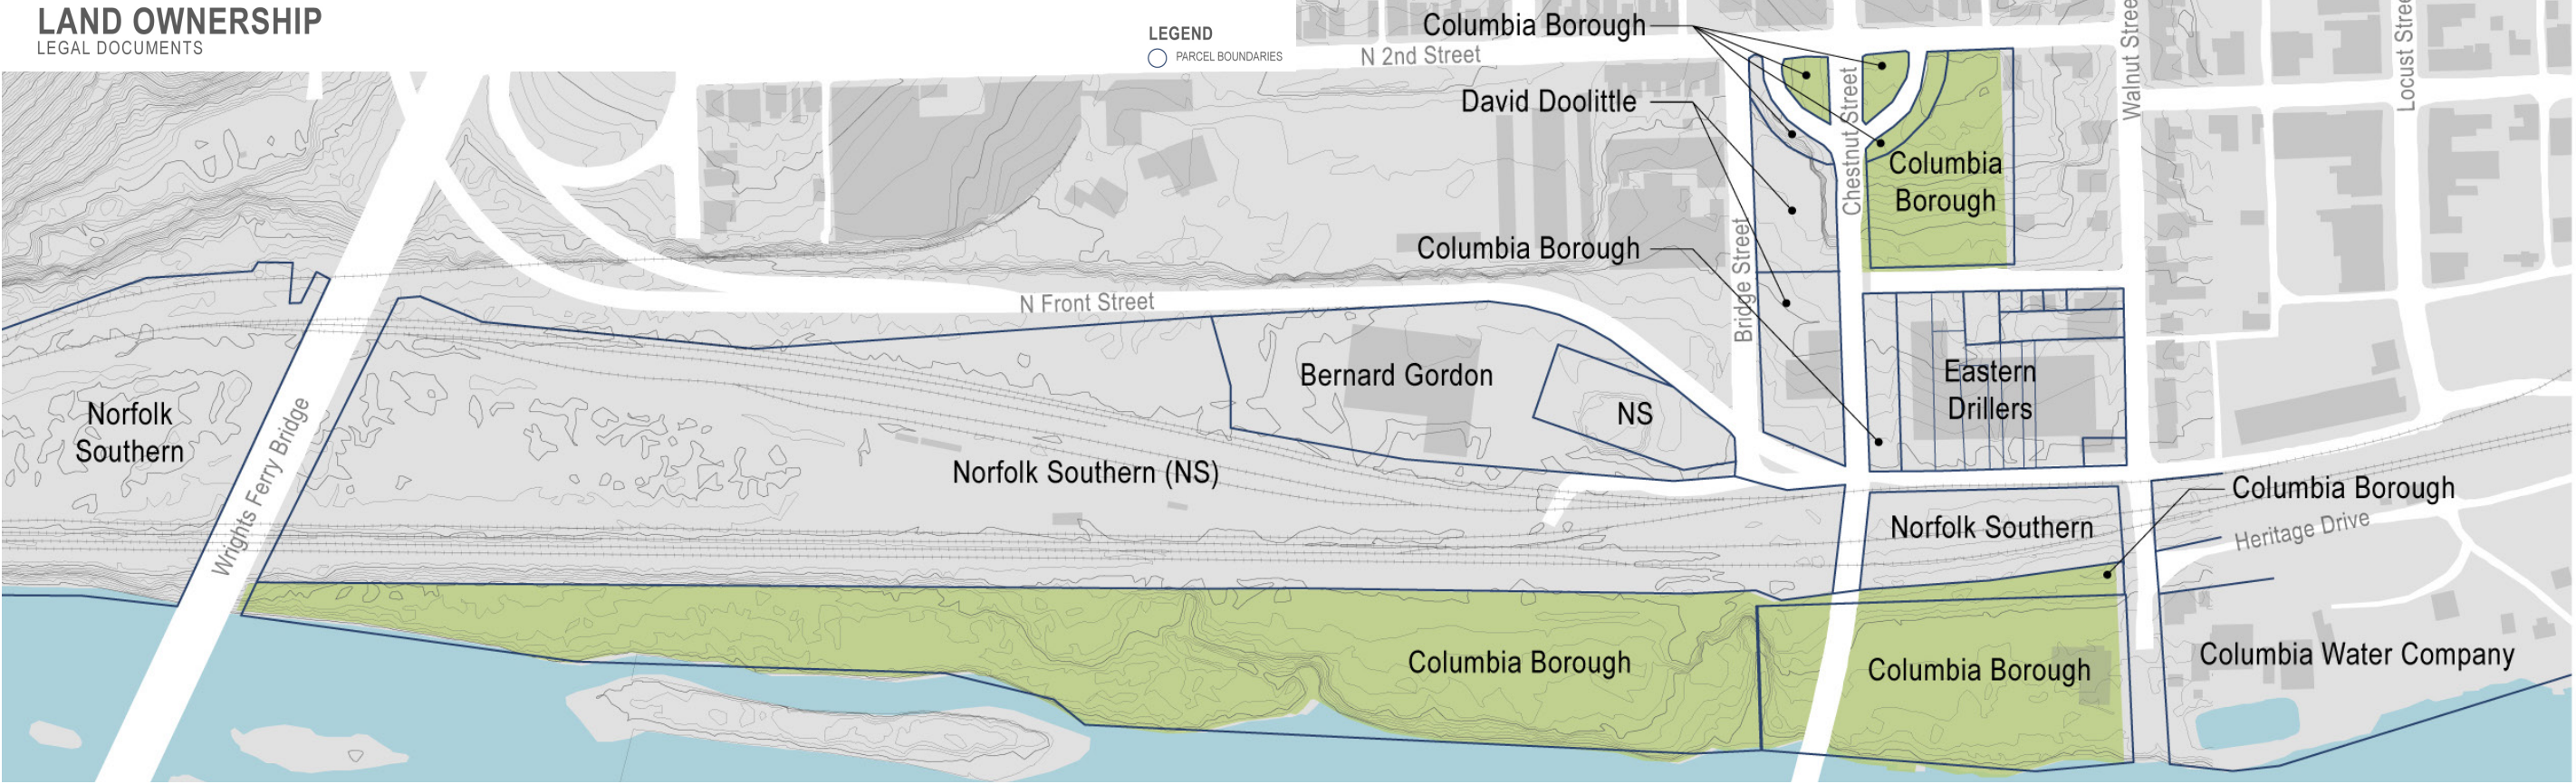 LAND OWNERSHIP
LEGAL DOCUMENTS
LEGEND
PARCEL BOUNDARIES
Columbia Borough
N 2nd Street
David Doolittle
Columbia Borough
Columbia
Borough
Chestnut Street
Bridge Street
Walnut Stree
Locust Stree
N Front Street
Bernard Gordon
NS
Eastern
Drillers
Norfolk
Southern
Wrights Ferry Bridge
Norfolk Southern (NS)
Norfolk Southern
Columbia Borough
Heritage Drive
Columbia Borough
Columbia Borough
Columbia Water Company